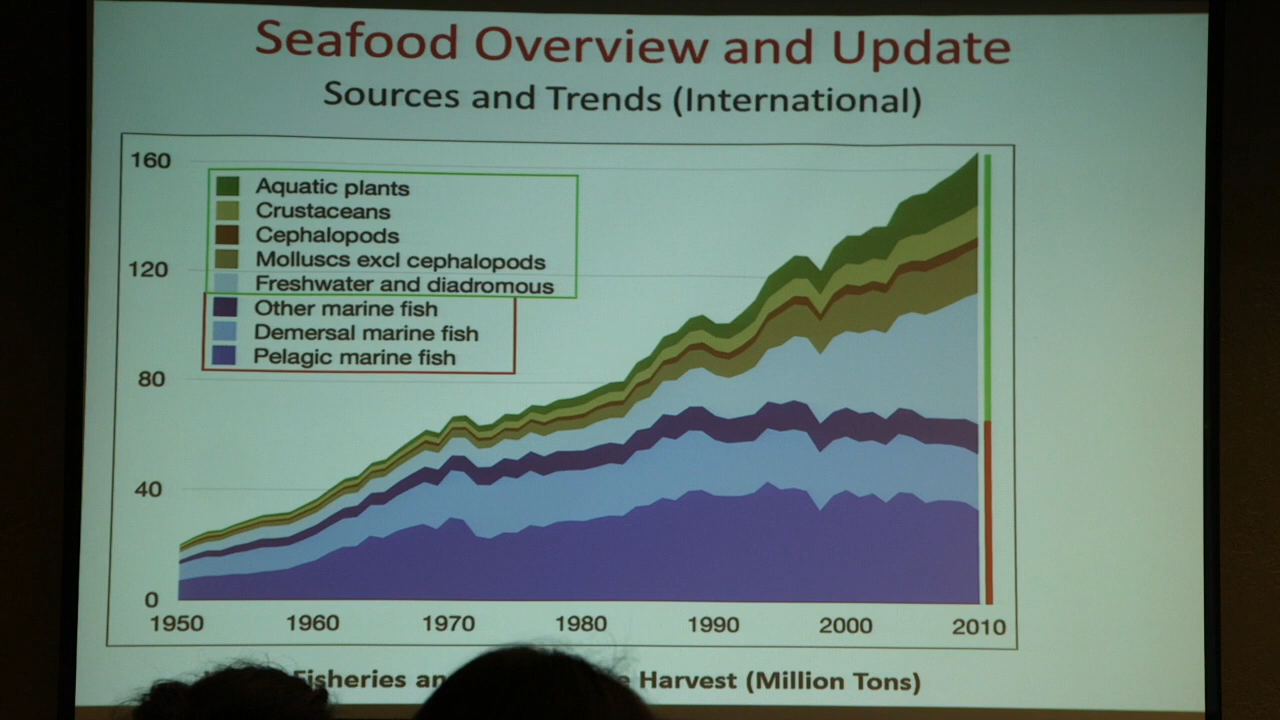 Seafood Overview and Update
Sources and Trends (International)
160
120
80
40
0
Aquatic plants
Crustaceans
Cephalopods
Molluscs excl cephalopods
Freshwater and diadromous
Other marine fish
Demersal marine fish
Pelagic marine fish
1950 1960 1970 1980 1990 2000 2010
Fisheries Harvest (Million Tons)